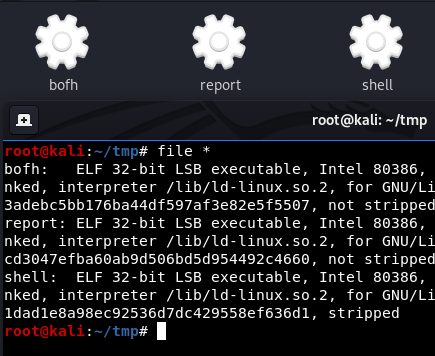 bofh report shell
root@kali: ~/tmp
root@kali:~/tmp# file *
bofh:   ELF 32-bit LSB executable, Intel 80386,
nked, interpreter /lib/ld-linux.so.2, for GNU/Li
3adebc5bb176ba44df597af3e82e5f5507, not stripped
report: ELF 32-bit LSB executable, Intel 80386,
nked, interpreter /lib/ld-linux.so.2, for GNU/Li
cd3047efba60ab9d506bd5d954492c4660, not stripped
shell:  ELF 32-bit LSB executable, Intel 80386,
nked, interpreter /lib/ld-linux.so.2, for GNU/Li
1dad1e8a98ec92536d7dc429558ef636d1, stripped
root@kali:~/tmp#